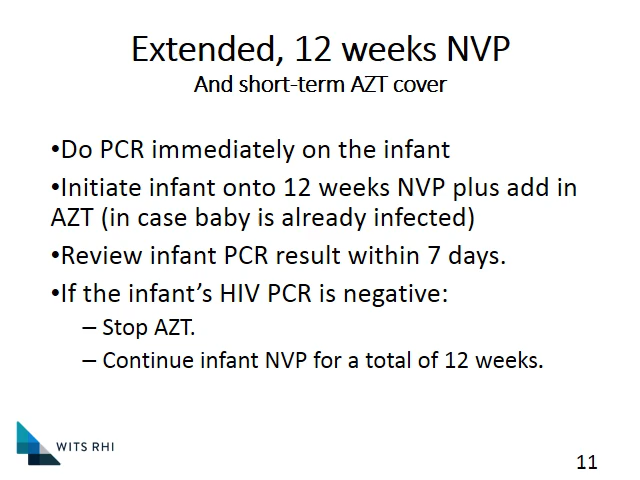 Extended, 12 weeks NVP
And short-term AZT cover
•Do PCR immediately on the infant
•Initiate infant onto 12 weeks NVP plus add in
AZT (in case baby is already infected)
•Review infant PCR result within 7 days.
•If the infant’s HIV PCR is negative:
– Stop AZT.
– Continue infant NVP for a total of 12 weeks.
WITS RHI
11